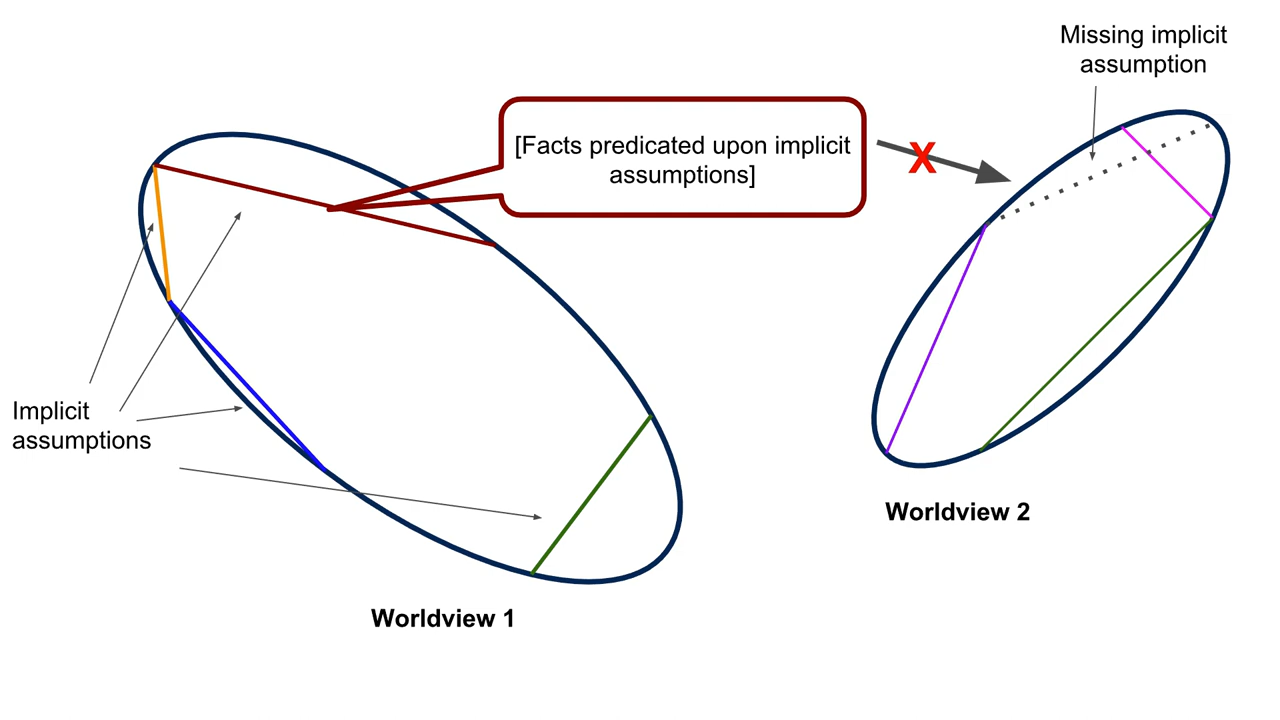 Missing implicit
assumption
[Facts predicated upon implicit
assumptions]
X
Implicit
assumptions
Worldview 2
Worldview 1